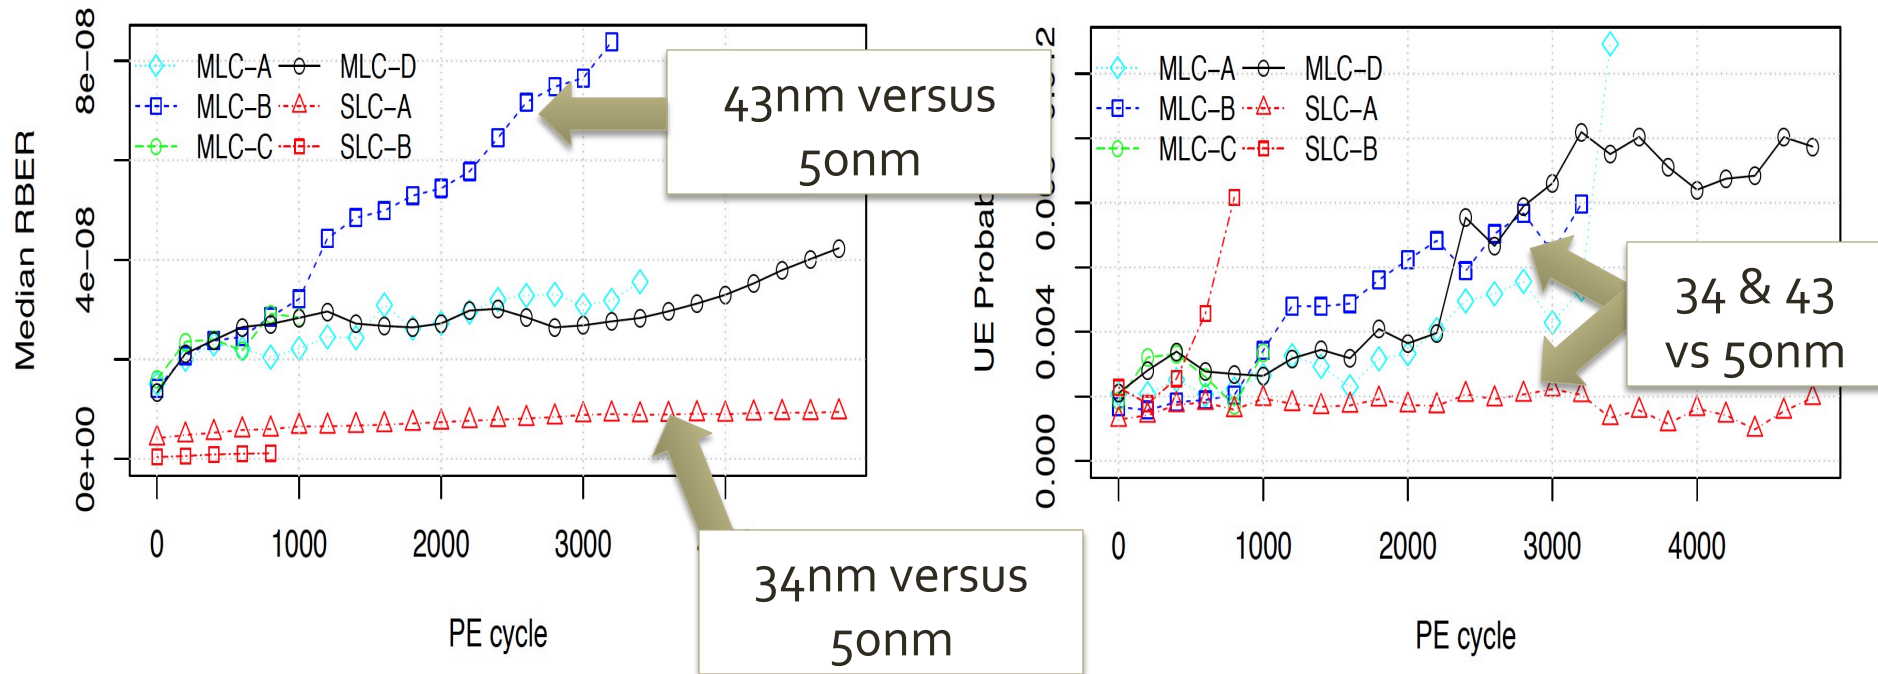 Median RBER
8e−08
4e−08
0e+00
MLC−A
MLC−D
MLC−B
SLC−A
MLC−C
SLC−B
43nm versus
50nm
34nm versus
50nm
0
1000
2000
3000
PE cycle
UE Probab
0.004
0.000
MLC−A
MLC−D
MLC−B
SLC−A
MLC−C
SLC−B
34 & 43
vs 50nm
0
1000
2000
3000
4000
PE cycle